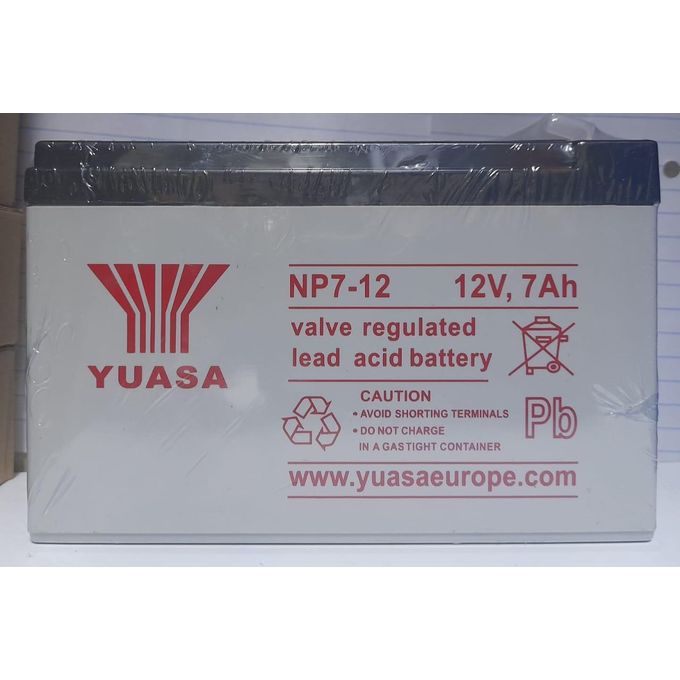 YUASA
NP7-12 12V, 7Ah
valve regulated
lead acid battery
CAUTION
• AVOID SHORTING TERMINALS
• DO NOT CHARGE
IN A GASTIGHT CONTAINER
Pb
www.yuasaeurope.com